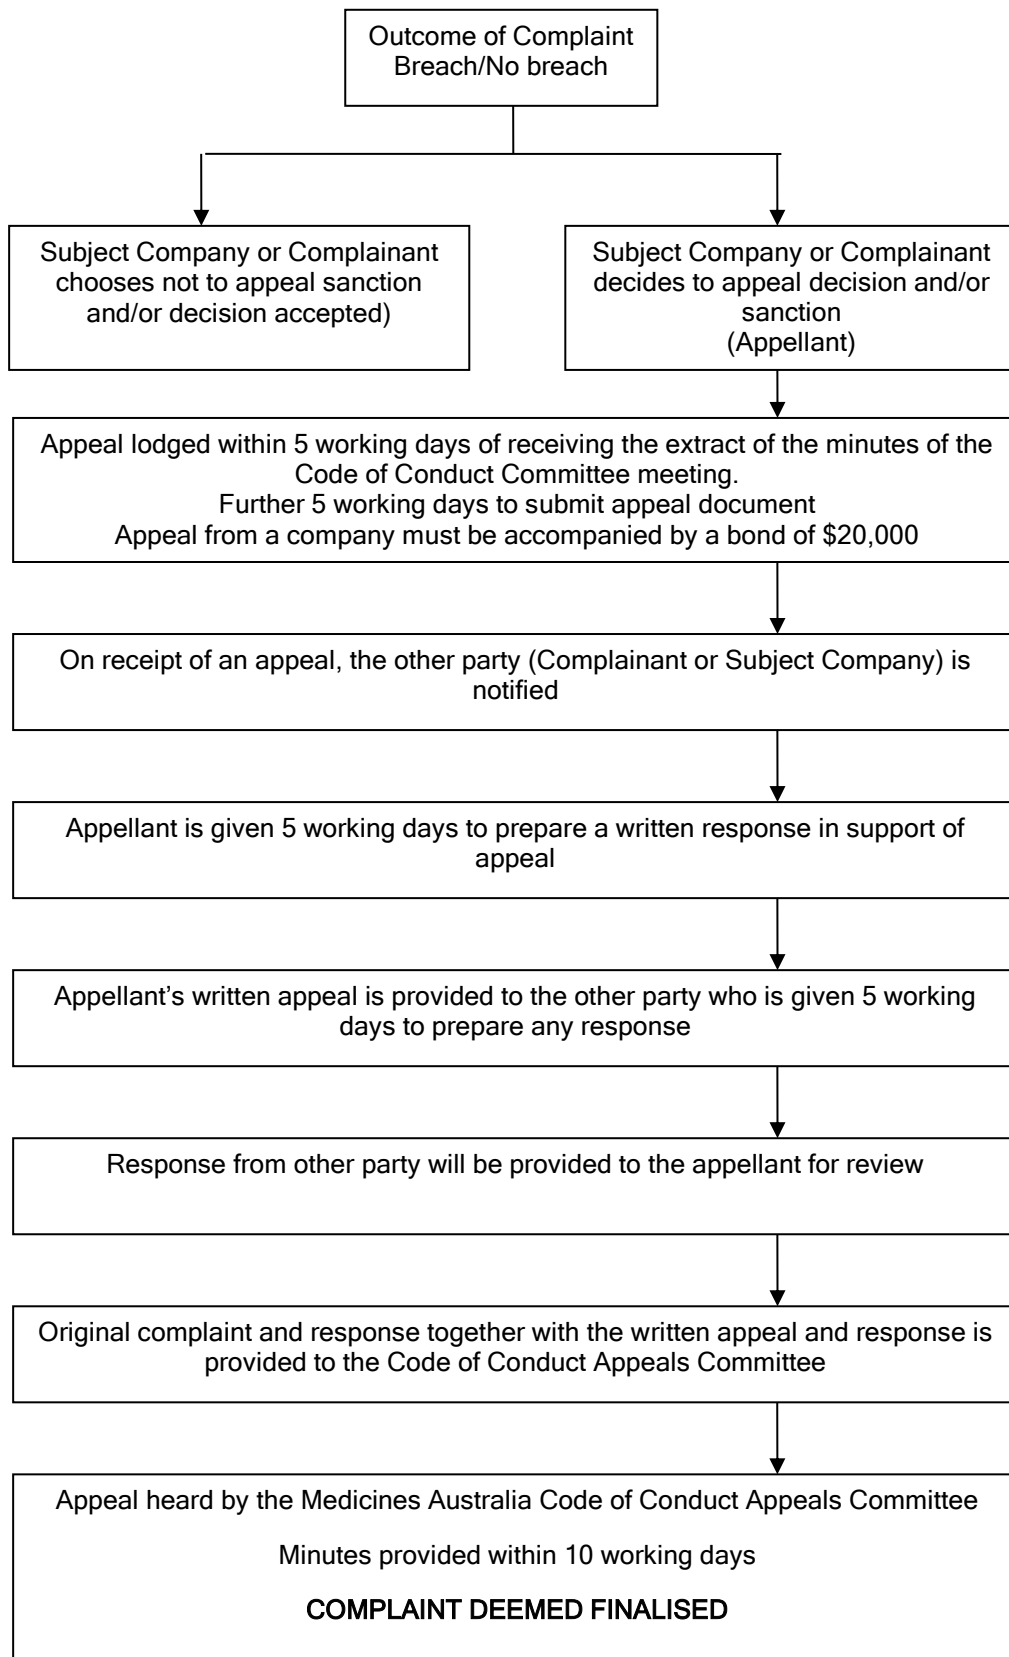 Outcome of Complaint
Breach/No breach
Subject Company or Complainant
chooses not to appeal sanction
and/or decision accepted)
Subject Company or Complainant
decides to appeal decision and/or
sanction
(Appellant)
Appeal lodged within 5 working days of receiving the extract of the minutes of the
Code of Conduct Committee meeting.
Further 5 working days to submit appeal document
Appeal from a company must be accompanied by a bond of $20,000
On receipt of an appeal, the other party (Complainant or Subject Company) is
notified
Appellant is given 5 working days to prepare a written response in support of
appeal
Appellant’s written appeal is provided to the other party who is given 5 working
days to prepare any response
Response from other party will be provided to the appellant for review
Original complaint and response together with the written appeal and response is
provided to the Code of Conduct Appeals Committee
Appeal heard by the Medicines Australia Code of Conduct Appeals Committee
Minutes provided within 10 working days
COMPLAINT DEEMED FINALISED